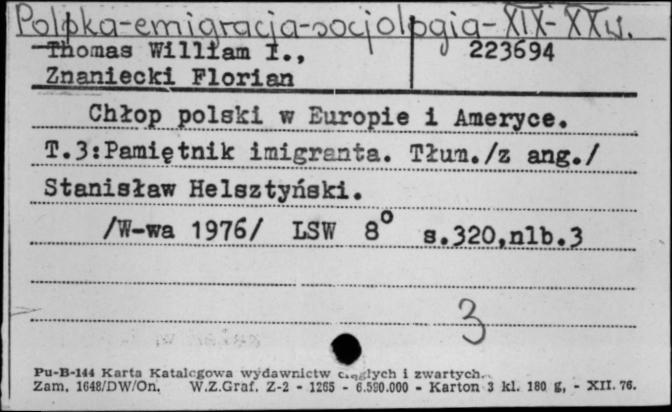 Polska-emigracja-socjologia-XIX-XXw.
Thomas William I., 223694
Znaniecki Florian
Chłop polski w Europie i Ameryce.
T.3:Pamiętnik imigranta. Tłum./z ang./
Stanisław Helsztyński.
/W-wa 1976/ LSW 8° s.320,nlb.3
3
Pu-B-144 Karta Katalogowa wydawnictw ciągłych i zwartych.
Zam. 1648/DW/On. W.Z.Graf. Z-2 - 1265 - 6.590.000 - Karton 3 kl. 180 g, - XII. 76.